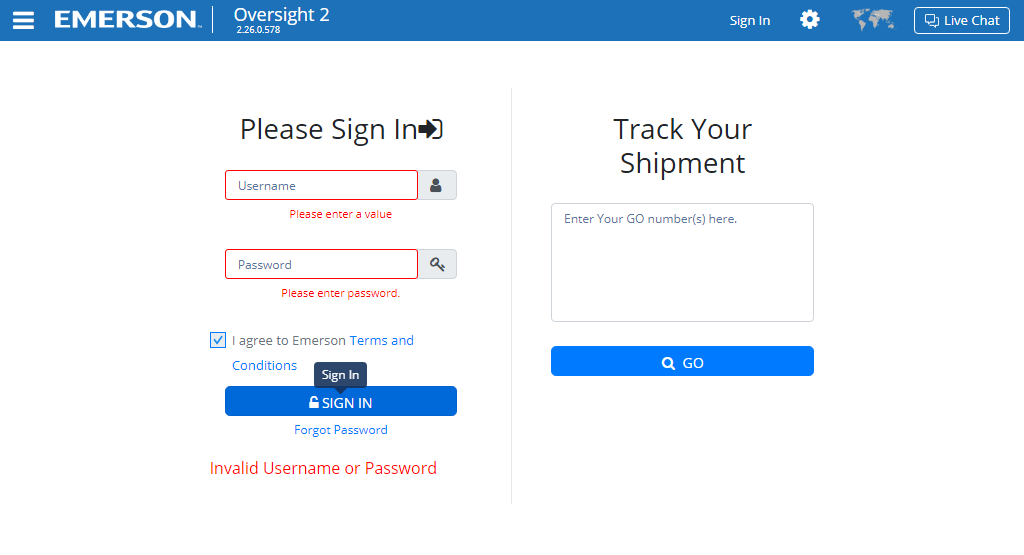 EMERSON™
Oversight 2
2.26.0.578
Sign In
Live Chat
Please Sign In
Username
Please enter a value
Password
Please enter password.
I agree to Emerson Terms and
Conditions
Sign In
SIGN IN
Forgot Password
Invalid Username or Password
Track Your
Shipment
Enter Your GO number(s) here.
GO